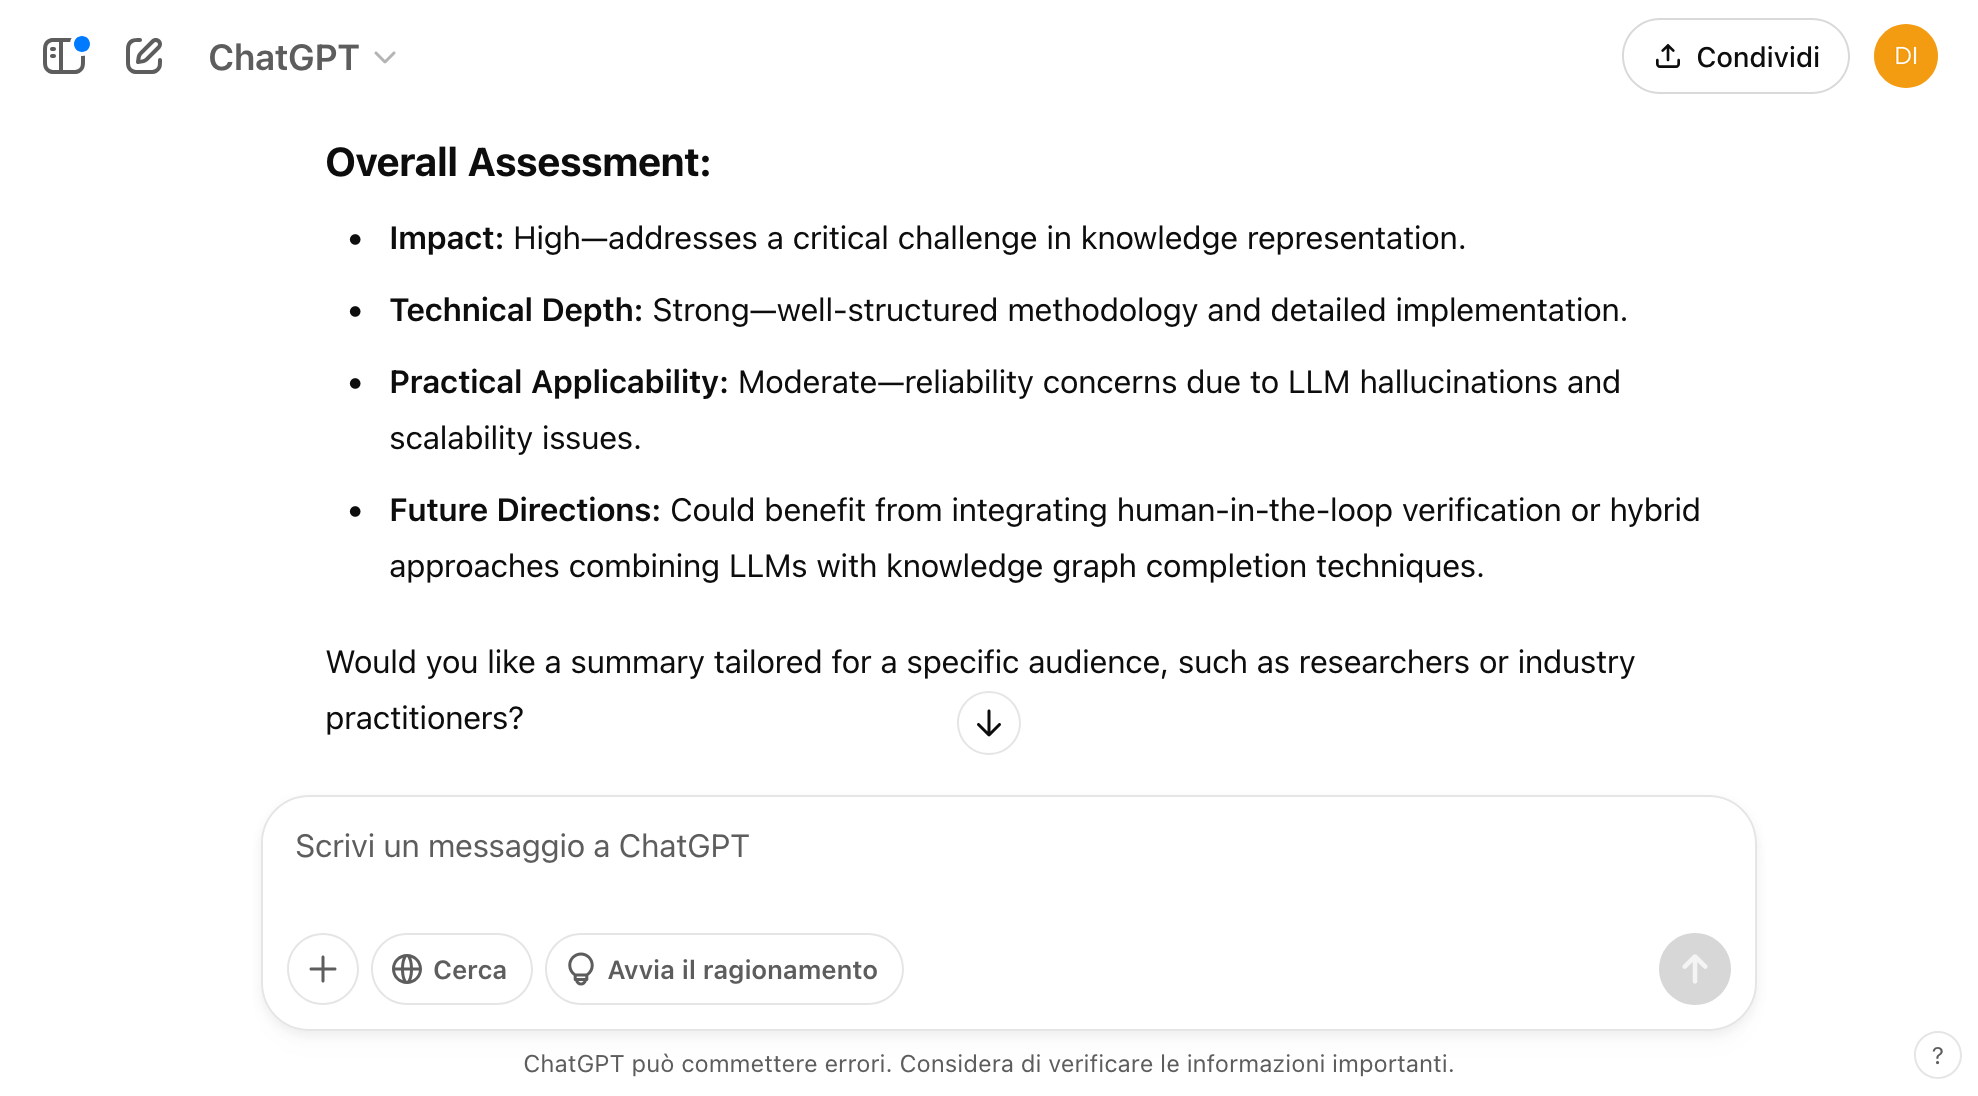 ChatGPT
Condividi
DI
Overall Assessment:
• Impact: High—addresses a critical challenge in knowledge representation.
• Technical Depth: Strong—well-structured methodology and detailed implementation.
• Practical Applicability: Moderate—reliability concerns due to LLM hallucinations and
scalability issues.
• Future Directions: Could benefit from integrating human-in-the-loop verification or hybrid
approaches combining LLMs with knowledge graph completion techniques.
Would you like a summary tailored for a specific audience, such as researchers or industry
practitioners?
Scrivi un messaggio a ChatGPT
Cerca
Avvia il ragionamento
ChatGPT può commettere errori. Considera di verificare le informazioni importanti.
?